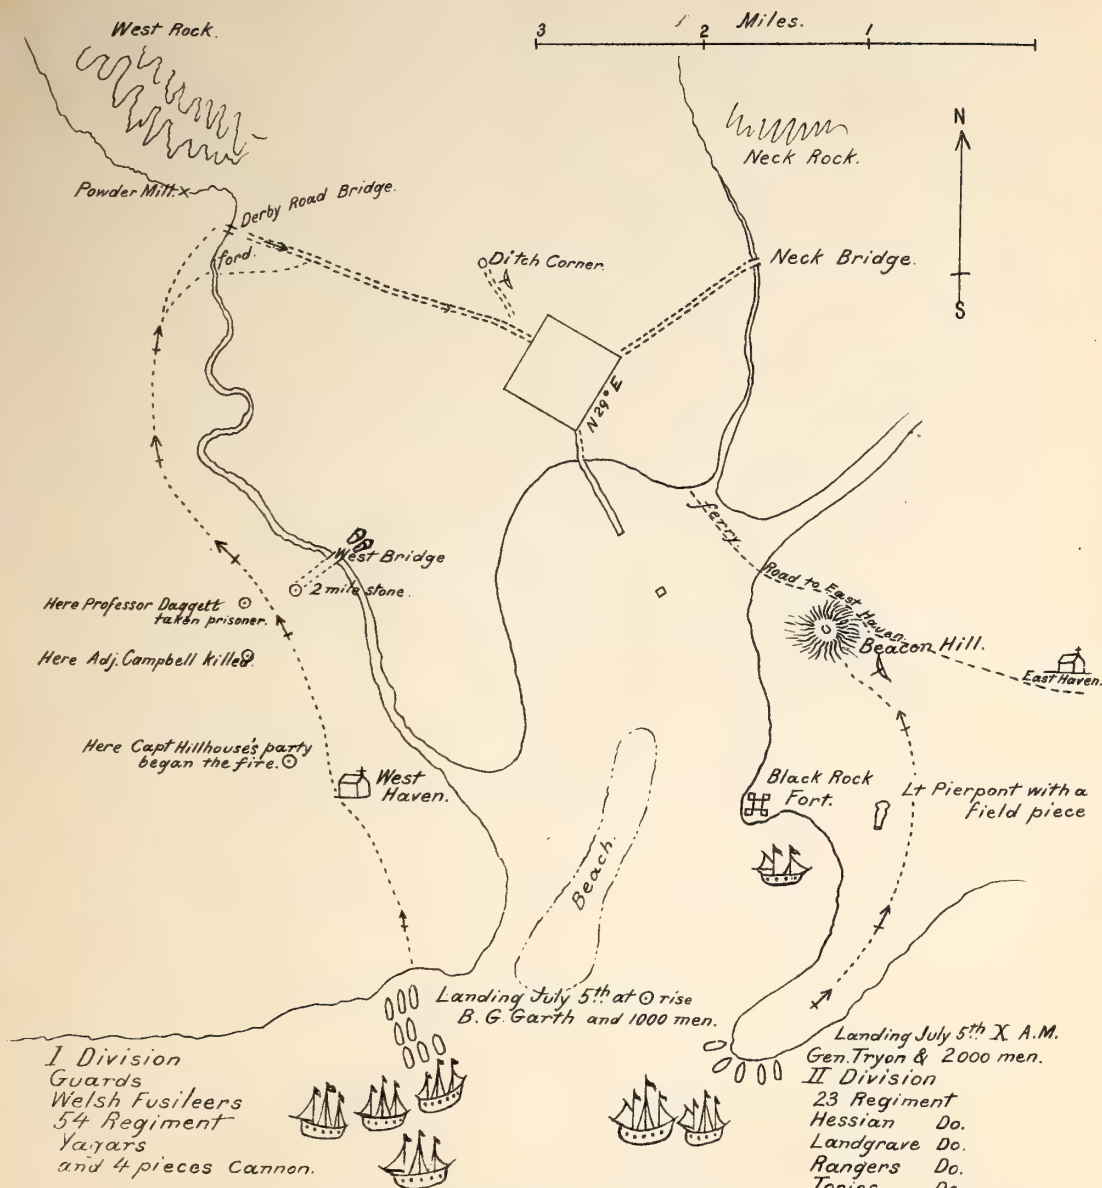 West Rock.
Miles.
3 2 1
N
S
Neck Rock.
Powder Mill. x
Derby Road Bridge.
ford.
Ditch Corner.
Neck Bridge.
N 29° E
ferry.
West Bridge
2 mile stone.
Road to East Haven.
Here Professor Daggett
taken prisoner.
Here Adj. Campbell killed.
Beacon Hill.
East Haven.
Here Capt Hillhouse's party
began the fire.
West
Haven.
Black Rock
Fort.
Lt Pierpont with a
field piece
Beach.
Landing July 5th at ⊙ rise
B. G. Garth and 1000 men.
Landing July 5th X A.M.
Gen. Tryon & 2000 men.
I Division
Guards
Welsh Fusileers
54 Regiment
Yagars
and 4 pieces Cannon.
II Division
23 Regiment
Hessian Do.
Landgrave Do.
Rangers Do.
Tories Do.